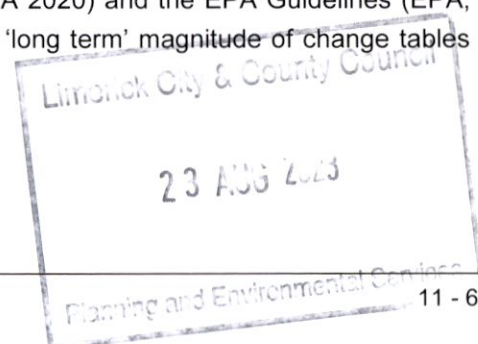 A 2020) and the EPA Guidelines (EPA,
'long term' magnitude of change tables
Limerick City & County Council
23 AUG 2023
Planning and Environmental Services
11 - 6